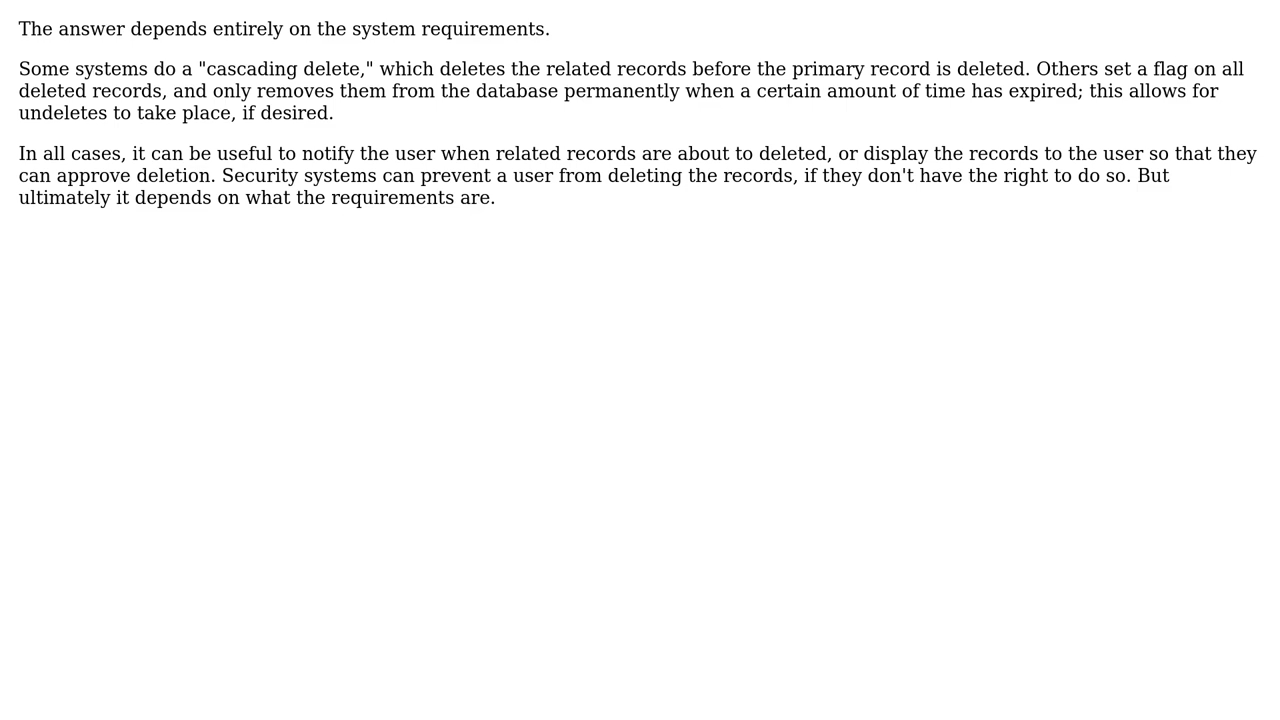 The answer depends entirely on the system requirements.
Some systems do a "cascading delete," which deletes the related records before the primary record is deleted. Others set a flag on all
deleted records, and only removes them from the database permanently when a certain amount of time has expired; this allows for
undeletes to take place, if desired.
In all cases, it can be useful to notify the user when related records are about to deleted, or display the records to the user so that they
can approve deletion. Security systems can prevent a user from deleting the records, if they don't have the right to do so. But
ultimately it depends on what the requirements are.